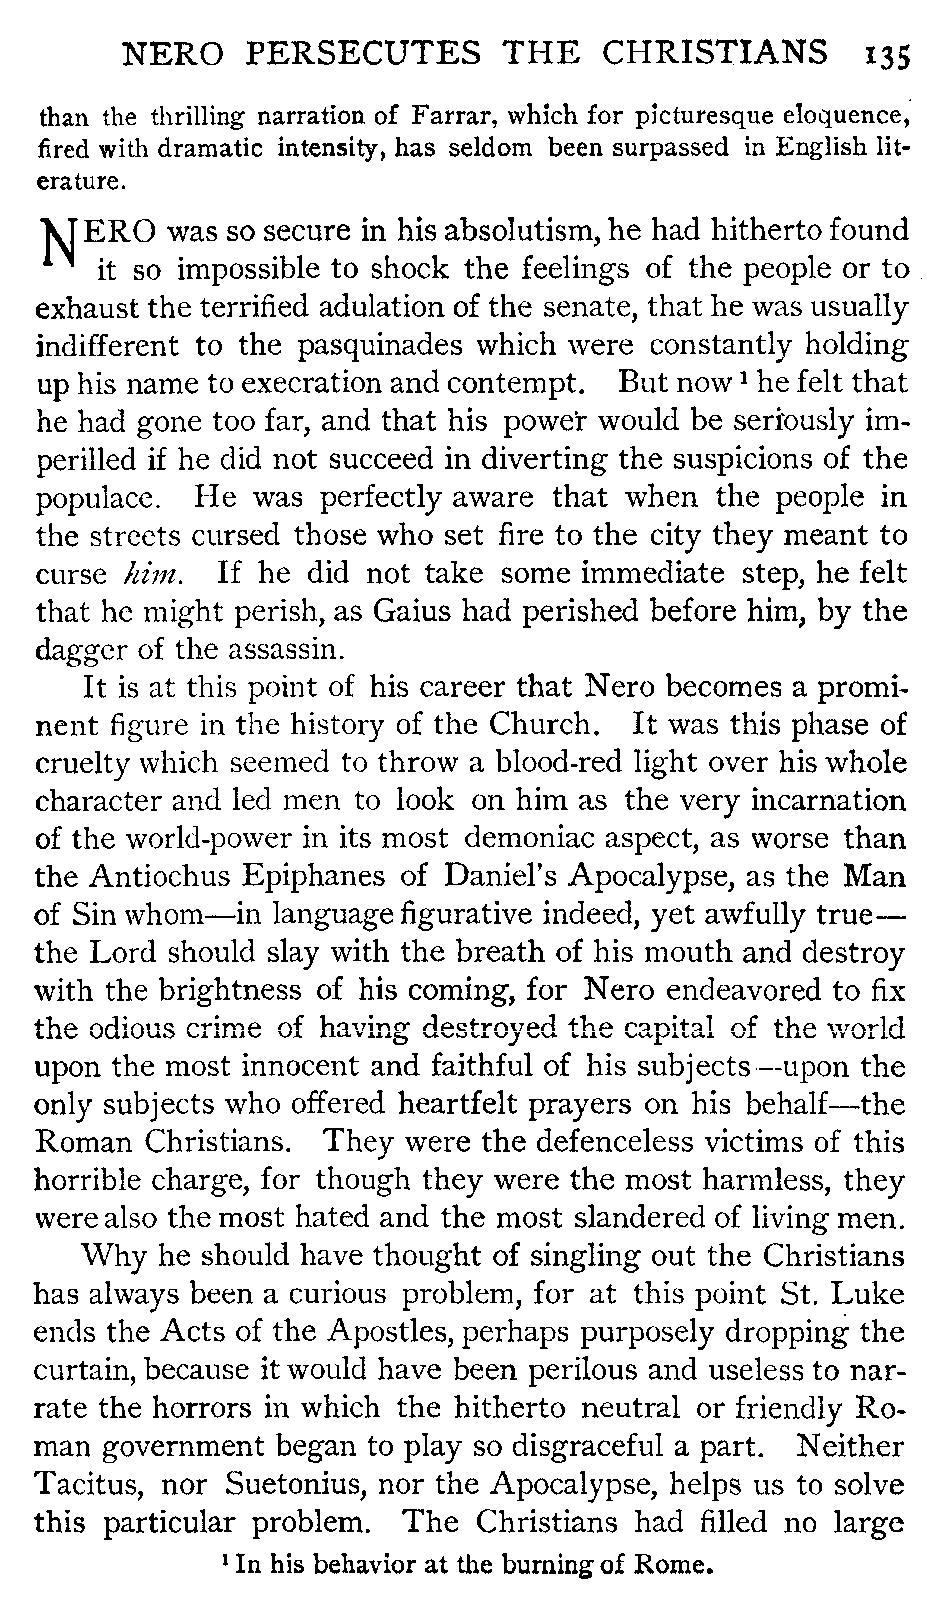 NERO PERSECUTES THE CHRISTIANS 135
than the thrilling narration of Farrar, which for picturesque eloquence,
fired with dramatic intensity, has seldom been surpassed in English lit-
erature.
NERO was so secure in his absolutism, he had hitherto found
it so impossible to shock the feelings of the people or to
exhaust the terrified adulation of the senate, that he was usually
indifferent to the pasquinades which were constantly holding
up his name to execration and contempt. But now ¹ he felt that
he had gone too far, and that his power would be seriously im-
perilled if he did not succeed in diverting the suspicions of the
populace. He was perfectly aware that when the people in
the streets cursed those who set fire to the city they meant to
curse him. If he did not take some immediate step, he felt
that he might perish, as Gaius had perished before him, by the
dagger of the assassin.
It is at this point of his career that Nero becomes a promi-
nent figure in the history of the Church. It was this phase of
cruelty which seemed to throw a blood-red light over his whole
character and led men to look on him as the very incarnation
of the world-power in its most demoniac aspect, as worse than
the Antiochus Epiphanes of Daniel's Apocalypse, as the Man
of Sin whom—in language figurative indeed, yet awfully true—
the Lord should slay with the breath of his mouth and destroy
with the brightness of his coming, for Nero endeavored to fix
the odious crime of having destroyed the capital of the world
upon the most innocent and faithful of his subjects—upon the
only subjects who offered heartfelt prayers on his behalf—the
Roman Christians. They were the defenceless victims of this
horrible charge, for though they were the most harmless, they
were also the most hated and the most slandered of living men.
Why he should have thought of singling out the Christians
has always been a curious problem, for at this point St. Luke
ends the Acts of the Apostles, perhaps purposely dropping the
curtain, because it would have been perilous and useless to nar-
rate the horrors in which the hitherto neutral or friendly Ro-
man government began to play so disgraceful a part. Neither
Tacitus, nor Suetonius, nor the Apocalypse, helps us to solve
this particular problem. The Christians had filled no large
¹ In his behavior at the burning of Rome.